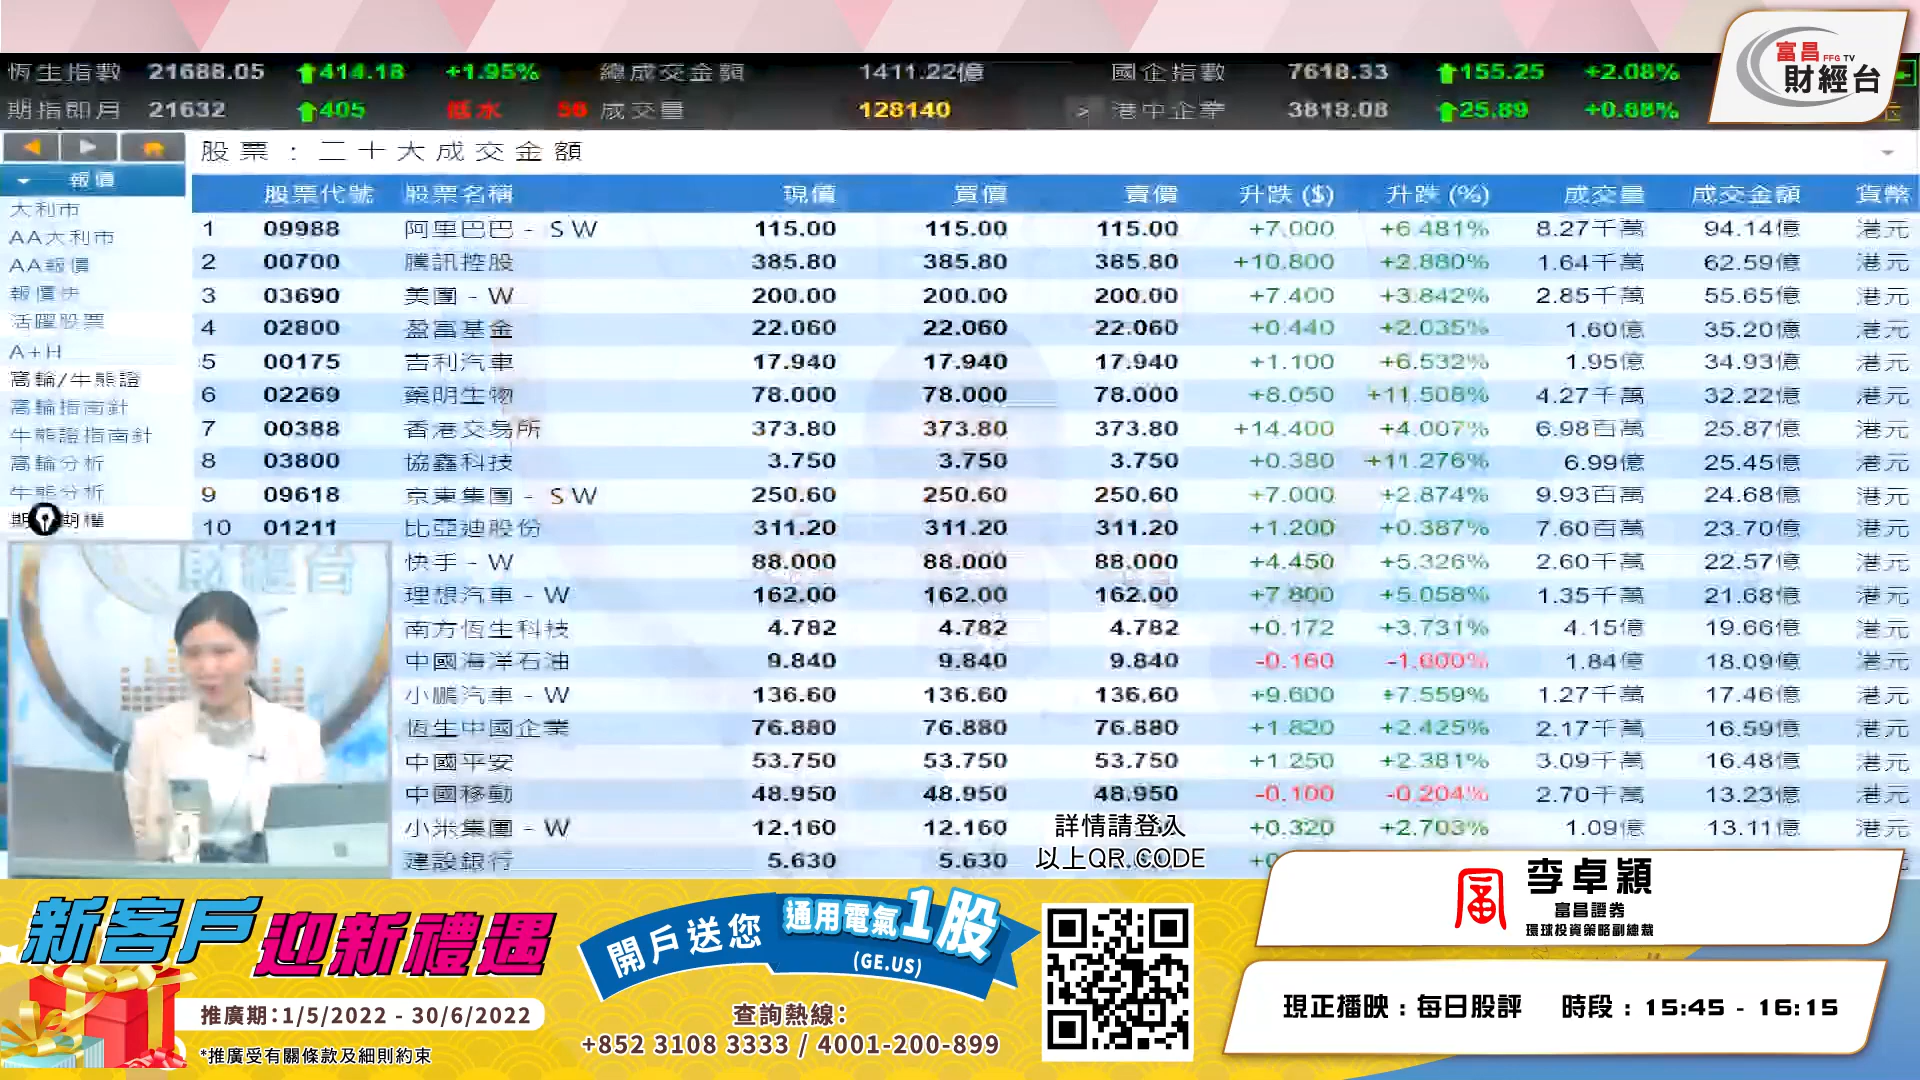 恆生指數 21688.05 414.18 +1.95% 總成交金額 1411.22億 國企指數 7618.33 155.25 +2.08%
期指即月 21632 405 低水 56 成交量 128140 > 港中企業 3818.08 25.89 +0.68%
富昌 FFG TV
財經台
股票：二十大成交金額
報價
大利市
AA大利市
AA報價
報價步
活躍股票
A+H
窩輪/牛熊證
窩輪指南針
牛熊證指南針
窩輪分析
牛熊分析
期 期權
股票代號 股票名稱 現價 買價 賣價 升跌 ($) 升跌 (%) 成交量 成交金額 貨幣
1 09988 阿里巴巴 - S W 115.00 115.00 115.00 +7.000 +6.481% 8.27千萬 94.14億 港元
2 00700 騰訊控股 385.80 385.80 385.80 +10.800 +2.880% 1.64千萬 62.59億 港元
3 03690 美團 - W 200.00 200.00 200.00 +7.400 +3.842% 2.85千萬 55.65億 港元
4 02800 盈富基金 22.060 22.060 22.060 +0.440 +2.035% 1.60億 35.20億 港元
5 00175 吉利汽車 17.940 17.940 17.940 +1.100 +6.532% 1.95億 34.93億 港元
6 02269 藥明生物 78.000 78.000 78.000 +8.050 +11.508% 4.27千萬 32.22億 港元
7 00388 香港交易所 373.80 373.80 373.80 +14.400 +4.007% 6.98百萬 25.87億 港元
8 03800 協鑫科技 3.750 3.750 3.750 +0.380 +11.276% 6.99億 25.45億 港元
9 09618 京東集團 - S W 250.60 250.60 250.60 +7.000 +2.874% 9.93百萬 24.68億 港元
10 01211 比亞迪股份 311.20 311.20 311.20 +1.200 +0.387% 7.60百萬 23.70億 港元
快手 - W 88.000 88.000 88.000 +4.450 +5.326% 2.60千萬 22.57億 港元
理想汽車 - W 162.00 162.00 162.00 +7.800 +5.058% 1.35千萬 21.68億 港元
南方恆生科技 4.782 4.782 4.782 +0.172 +3.731% 4.15億 19.66億 港元
中國海洋石油 9.840 9.840 9.840 -0.160 -1.600% 1.84億 18.09億 港元
小鵬汽車 - W 136.60 136.60 136.60 +9.600 +7.559% 1.27千萬 17.46億 港元
恆生中國企業 76.880 76.880 76.880 +1.820 +2.425% 2.17千萬 16.59億 港元
中國平安 53.750 53.750 53.750 +1.250 +2.381% 3.09千萬 16.48億 港元
中國移動 48.950 48.950 48.950 -0.100 -0.204% 2.70千萬 13.23億 港元
小米集團 - W 12.160 12.160 12.160 +0.320 +2.703% 1.09億 13.11億 港元
建設銀行 5.630 5.630 +0
財經台
詳情請登入
以上QR CODE
新客戶迎新禮遇
推廣期：1/5/2022 - 30/6/2022
*推廣受有關條款及細則約束
開戶送您 通用電氣1股
(GE.US)
查詢熱線：
+852 3108 3333 / 4001-200-899
李卓穎
富昌證券
環球投資策略副總裁
現正播映：每日股評 時段：15:45 - 16:15